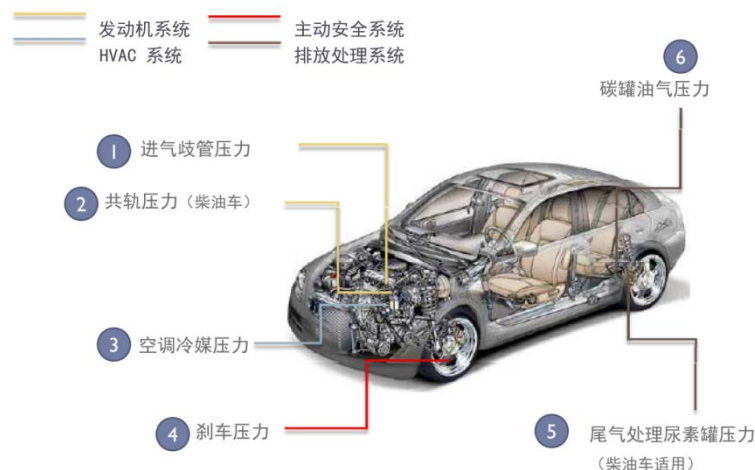 发动机系统 主动安全系统
HVAC 系统 排放处理系统
6
碳罐油气压力
1 进气歧管压力
2 共轨压力（柴油车）
3 空调冷媒压力
4 刹车压力
5 尾气处理尿素罐压力
（柴油车适用）